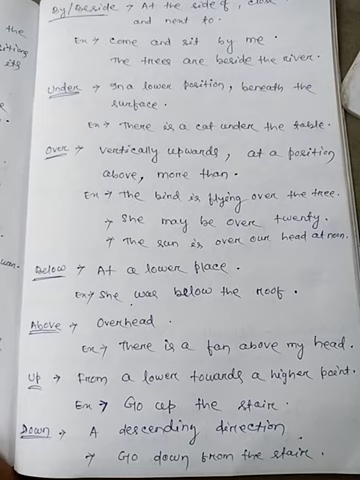 the
By/Beside → At the side of, close
and next to.
Ex → Come and sit by me.
The trees are beside the river.
Under → In a lower position, beneath the
surface.
Ex → There is a cat under the table.
Over → Vertically upwards, at a position
above, more than.
Ex → The bird is flying over the tree.
→ She may be over twenty.
→ The sun is over our head at noon.
Below → At a lower place.
Ex → She was below the roof.
Above → Overhead.
Ex → There is a fan above my head.
Up → From a lower towards a higher point.
Ex → Go up the stair.
Down → A descending direction
→ Go down from the stair.